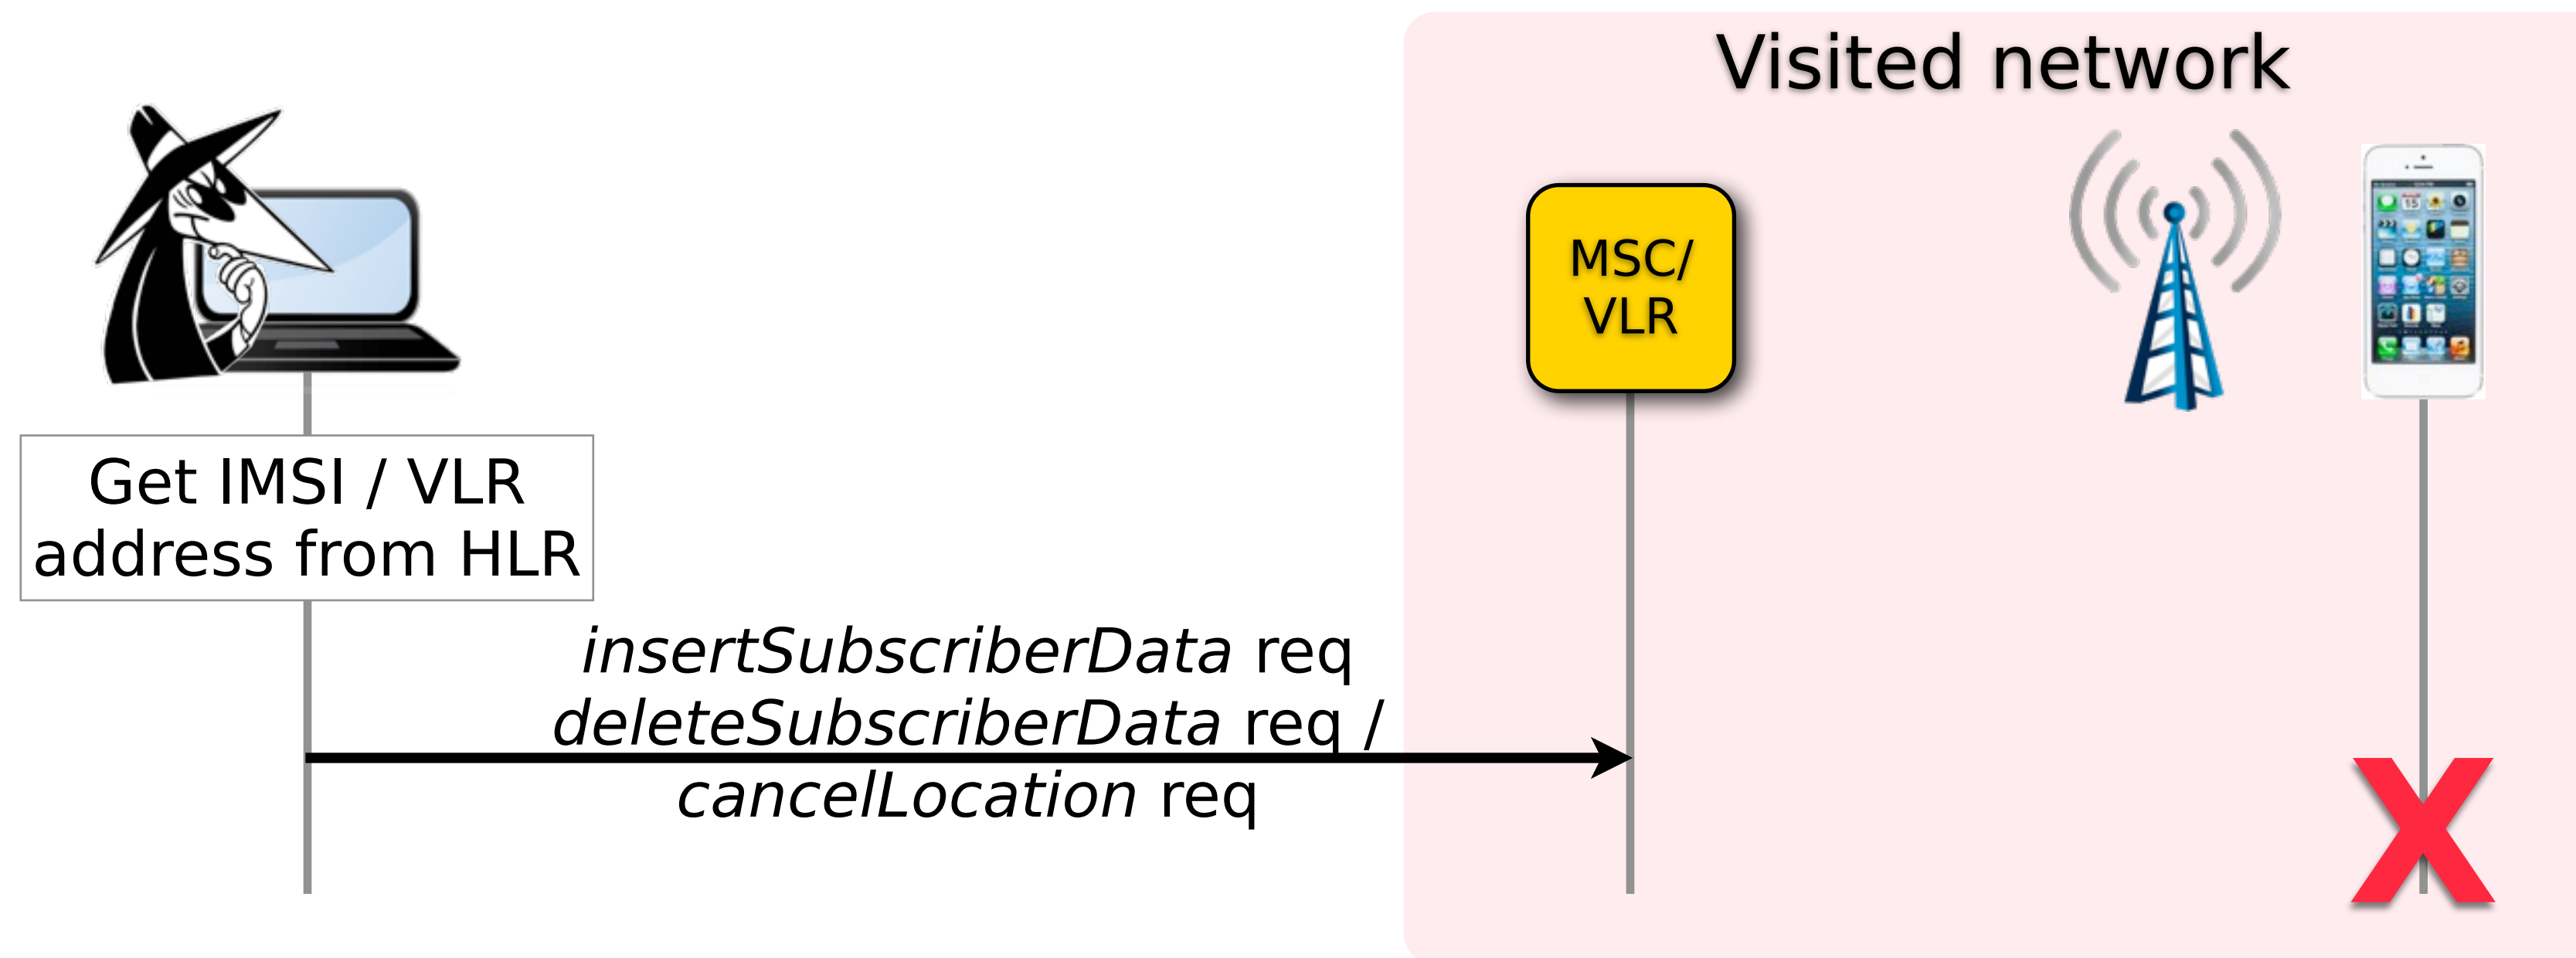 Visited network
MSC/
VLR
Get IMSI / VLR
address from HLR
insertSubscriberData req
deleteSubscriberData req /
cancelLocation req
X